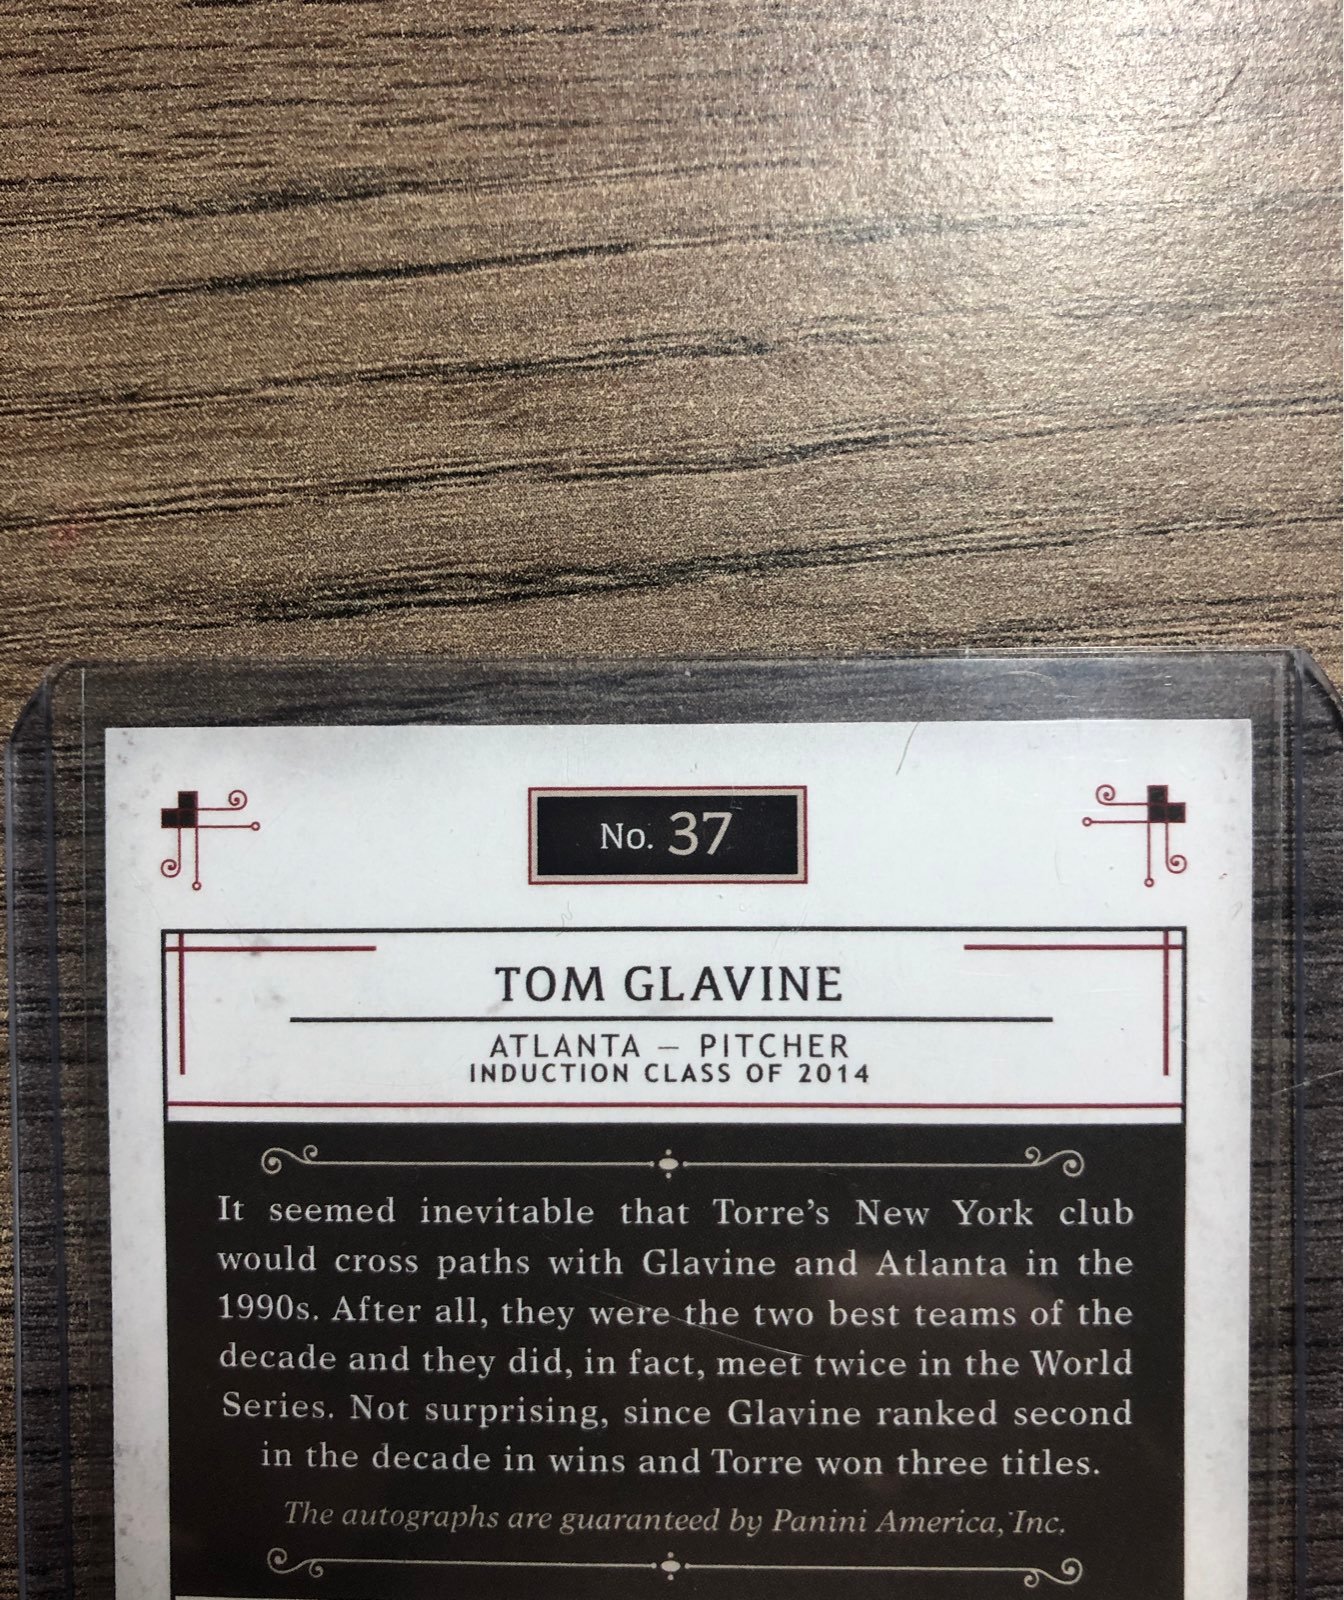 No. 37
TOM GLAVINE
ATLANTA — PITCHER
INDUCTION CLASS OF 2014
It seemed inevitable that Torre's New York club
would cross paths with Glavine and Atlanta in the
1990s. After all, they were the two best teams of the
decade and they did, in fact, meet twice in the World
Series. Not surprising, since Glavine ranked second
in the decade in wins and Torre won three titles.
The autographs are guaranteed by Panini America, Inc.